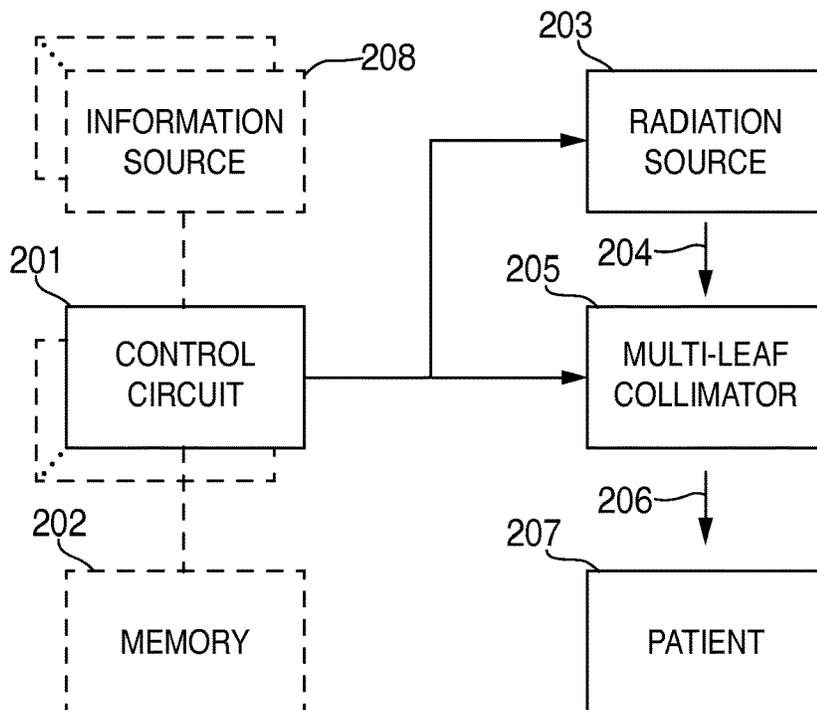 208
INFORMATION
SOURCE
203
RADIATION
SOURCE
204
201
CONTROL
CIRCUIT
205
MULTI-LEAF
COLLIMATOR
206
202
MEMORY
207
PATIENT